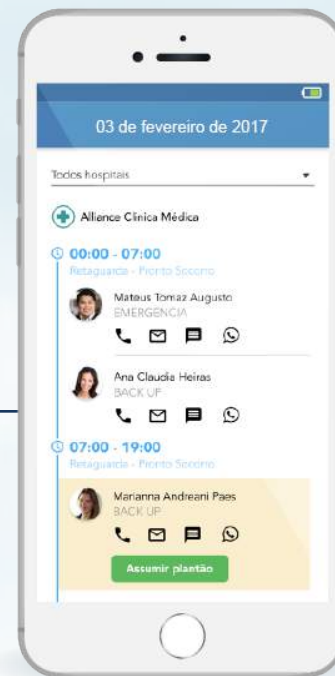 03 de fevereiro de 2017
Todos hospitais
Alliance Clinica Médica
00:00 - 07:00
Retaguarda - Pronto Socorro
Mateus Tomaz Augusto
EMERGENCIA
Ana Claudia Heiras
BACK UP
07:00 - 19:00
Retaguarda - Pronto Socorro
Marianna Andreani Paes
BACK UP
Assumir plantão